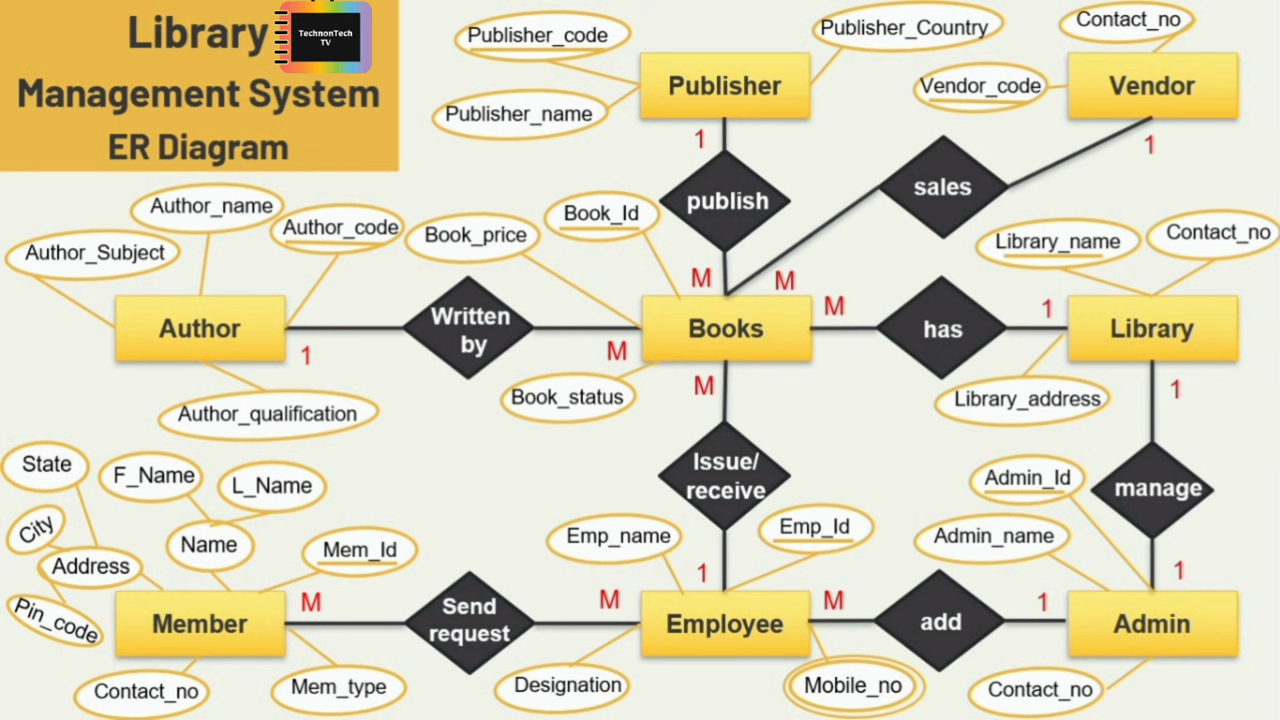 Library
TechnonTech
TV
Management System
ER Diagram
Publisher_code
Publisher_name
Publisher
Publisher_Country
Contact_no
Vendor_code
Vendor
1
publish
sales
1
Author_name
Author_Subject
Author_code
Book_price
Book_Id
Library_name
Contact_no
M
M
Author
1
Written
by
M
Books
M
has
1
Library
Author_qualification
Book_status
M
Library_address
1
State
F_Name
L_Name
City
Name
Address
Mem_Id
Pin_code
Issue/
receive
Emp_name
Emp_Id
1
Admin_Id
Admin_name
manage
1
Member
M
Send
request
M
Employee
M
add
1
Admin
Contact_no
Mem_type
Designation
Mobile_no
Contact_no